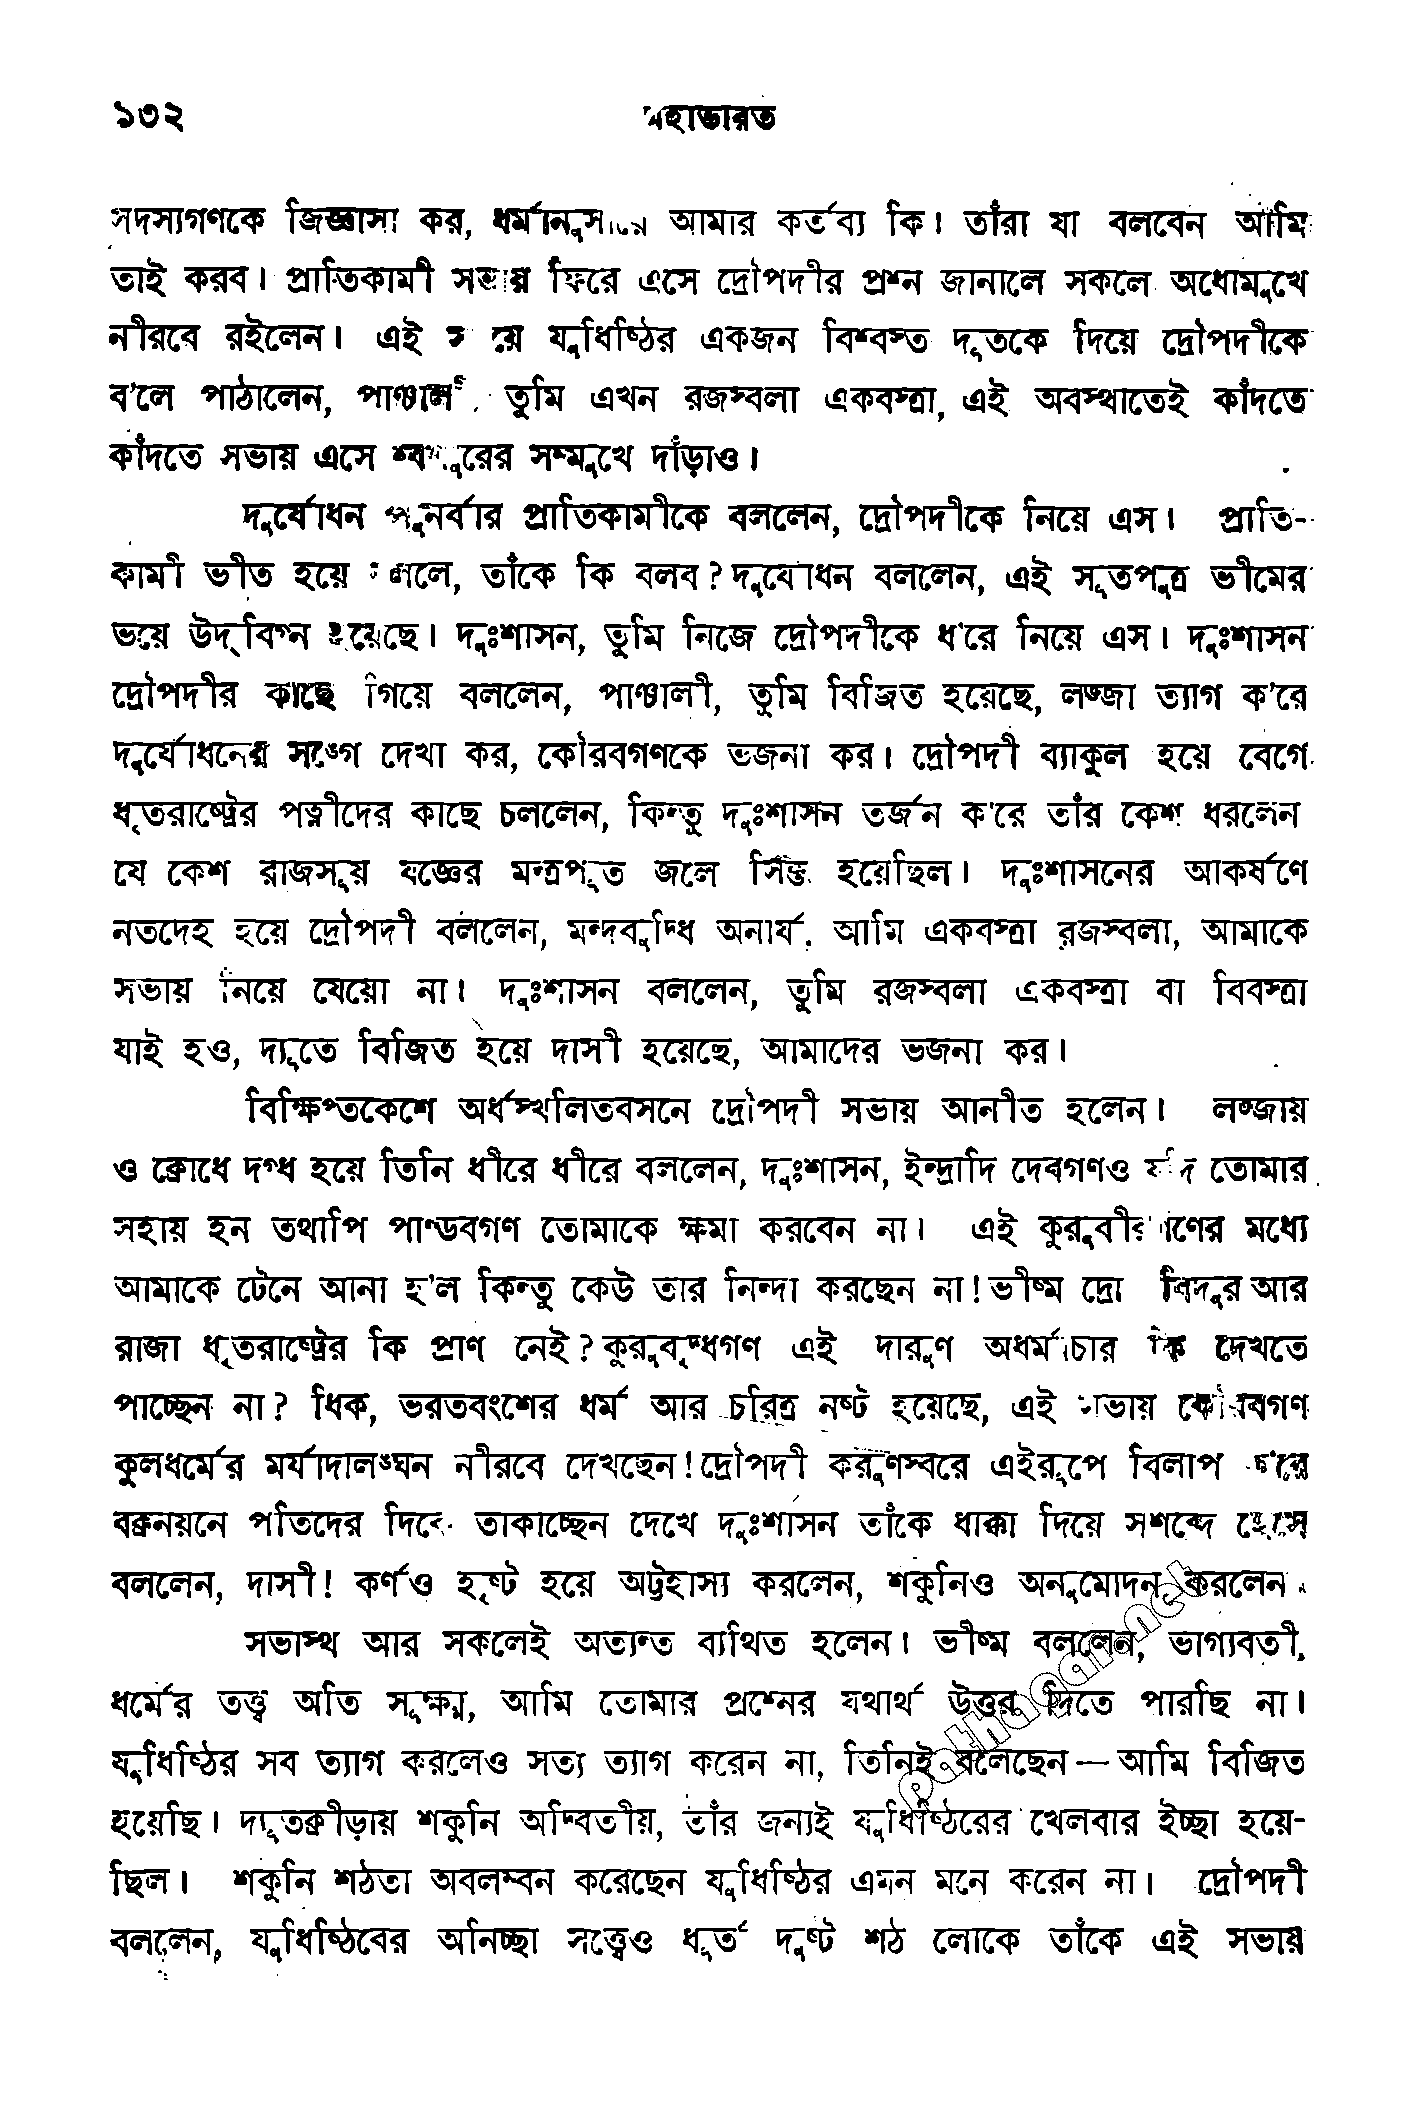 ১৩২ মহাভারত
সদস্যগণকে জিজ্ঞাসা কর, ধর্মানুসারে আমার কর্তব্য কি। তাঁরা যা বলবেন আমি
তাই করব। প্রাতিকামী সভায় ফিরে এসে দ্রৌপদীর প্রশ্ন জানালে সকলে অধোমুখে
নীরবে রইলেন। এই যুধিষ্ঠির একজন বিশ্বস্ত দূতকে দিয়ে দ্রৌপদীকে
ব'লে পাঠালেন, পাঞ্চালী, তুমি এখন রজস্বলা একবস্ত্রা, এই অবস্থাতেই কাঁদতে
কাঁদতে সভায় এসে শ্বশুরের সম্মুখে দাঁড়াও।
দুর্যোধন পুনর্বার প্রাতিকামীকে বললেন, দ্রৌপদীকে নিয়ে এস। প্রাতি-
কামী ভীত হয়ে বললে, তাঁকে কি বলব? দুর্যোধন বললেন, এই সূতপুত্র ভীমের
ভয়ে উদ্‌বিগ্ন হয়েছে। দুঃশাসন, তুমি নিজে দ্রৌপদীকে ধ'রে নিয়ে এস। দুঃশাসন
দ্রৌপদীর কাছে গিয়ে বললেন, পাঞ্চালী, তুমি বিজিত হয়েছে, লজ্জা ত্যাগ ক'রে
দুর্যোধনের সঙ্গে দেখা কর, কৌরবগণকে ভজনা কর। দ্রৌপদী ব্যাকুল হয়ে বেগে
ধৃতরাষ্ট্রের পত্নীদের কাছে চললেন, কিন্তু দুঃশাসন তর্জন ক'রে তাঁর কেশ ধরলেন
যে কেশ রাজসূয় যজ্ঞের মন্ত্রপূত জলে সিক্ত হয়েছিল। দুঃশাসনের আকর্ষণে
নতদেহ হয়ে দ্রৌপদী বললেন, মন্দবুদ্ধি অনার্য, আমি একবস্ত্রা রজস্বলা, আমাকে
সভায় নিয়ে যেয়ো না। দুঃশাসন বললেন, তুমি রজস্বলা একবস্ত্রা বা বিবস্ত্রা
যাই হও, দ্যূতে বিজিত হয়ে দাসী হয়েছে, আমাদের ভজনা কর।
বিক্ষিপ্তকেশে অর্ধস্খলিতবসনে দ্রৌপদী সভায় আনীত হলেন। লজ্জায়
ও ক্রোধে দগ্ধ হয়ে তিনি ধীরে ধীরে বললেন, দুঃশাসন, ইন্দ্রাদি দেবগণও যদি তোমার
সহায় হন তথাপি পাণ্ডবগণ তোমাকে ক্ষমা করবেন না। এই কুরুবীরগণের মধ্যে
আমাকে টেনে আনা হ'ল কিন্তু কেউ তার নিন্দা করছেন না! ভীষ্ম বিদুর আর
রাজা ধৃতরাষ্ট্রের কি প্রাণ নেই? কুরুবৃদ্ধগণ এই দারুণ অধর্মাচার কি দেখতে
পাচ্ছেন না? ধিক, ভরতবংশের ধর্ম আর চরিত্র নষ্ট হয়েছে, এই সভায় কৌরবগণ
কুলধর্মের মর্যাদালঙ্ঘন নীরবে দেখছেন! দ্রৌপদী করুণস্বরে এইরূপে বিলাপ ক'রে
বক্রনয়নে পতিদের দিকে তাকাচ্ছেন দেখে দুঃশাসন তাঁকে ধাক্কা দিয়ে সশব্দে হেসে
বললেন, দাসী! কর্ণও হৃষ্ট হয়ে অট্টহাস্য করলেন, শকুনিও অনুমোদন করলেন।
সভাস্থ আর সকলেই অত্যন্ত ব্যথিত হলেন। ভীষ্ম বললেন, ভাগ্যবতী,
ধর্মের তত্ত্ব অতি সূক্ষ্ম, আমি তোমার প্রশ্নের যথার্থ উত্তর দিতে পারছি না।
যুধিষ্ঠির সব ত্যাগ করলেও সত্য ত্যাগ করেন না, তিনিই বলেছেন—আমি বিজিত
হয়েছি। দ্যূতক্রীড়ায় শকুনি অদ্বিতীয়, তাঁর জন্যই যুধিষ্ঠিরের খেলবার ইচ্ছা হয়ে-
ছিল। শকুনি শঠতা অবলম্বন করেছেন যুধিষ্ঠির এমন মনে করেন না। দ্রৌপদী
বললেন, যুধিষ্ঠিরের অনিচ্ছা সত্ত্বেও ধূর্ত দুষ্ট শঠ লোকে তাঁকে এই সভায়
pathagar.net